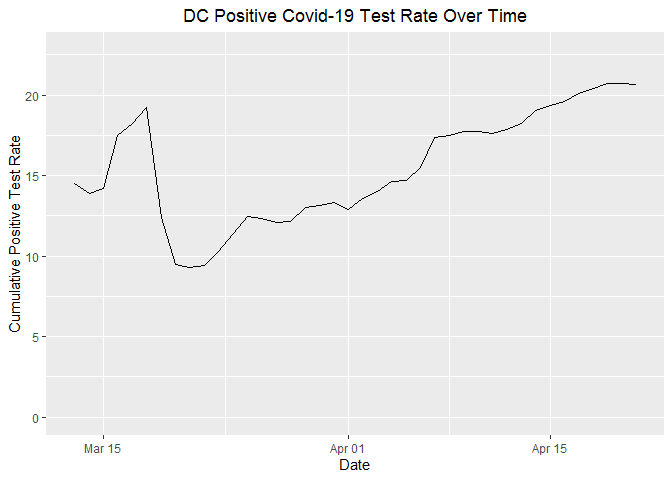 DC Positive Covid-19 Test Rate Over Time
Cumulative Positive Test Rate
20
15
10
5
0
Mar 15
Apr 01
Apr 15
Date